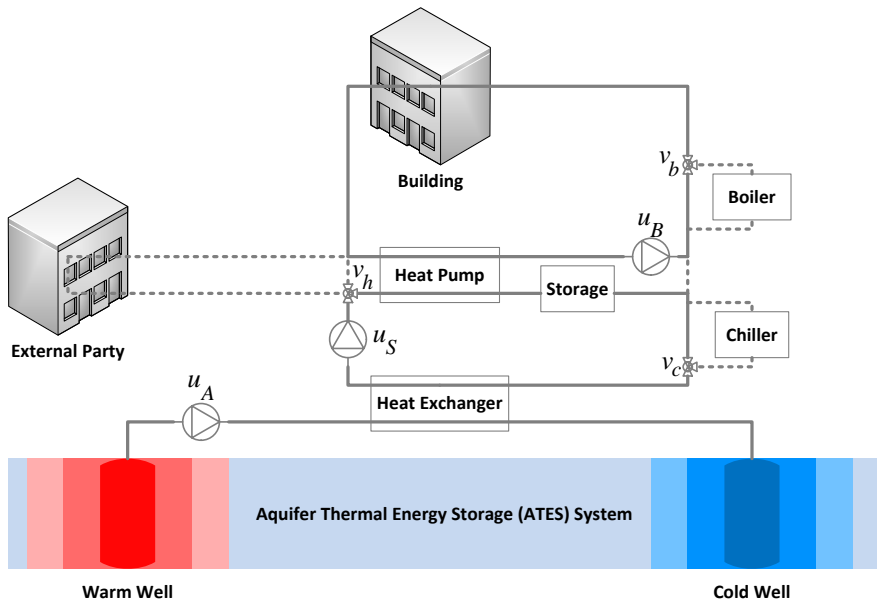 Building
v_b
Boiler
u_B
Heat Pump
v_h
Storage
External Party
u_S
Chiller
v_c
u_A
Heat Exchanger
Aquifer Thermal Energy Storage (ATES) System
Warm Well
Cold Well